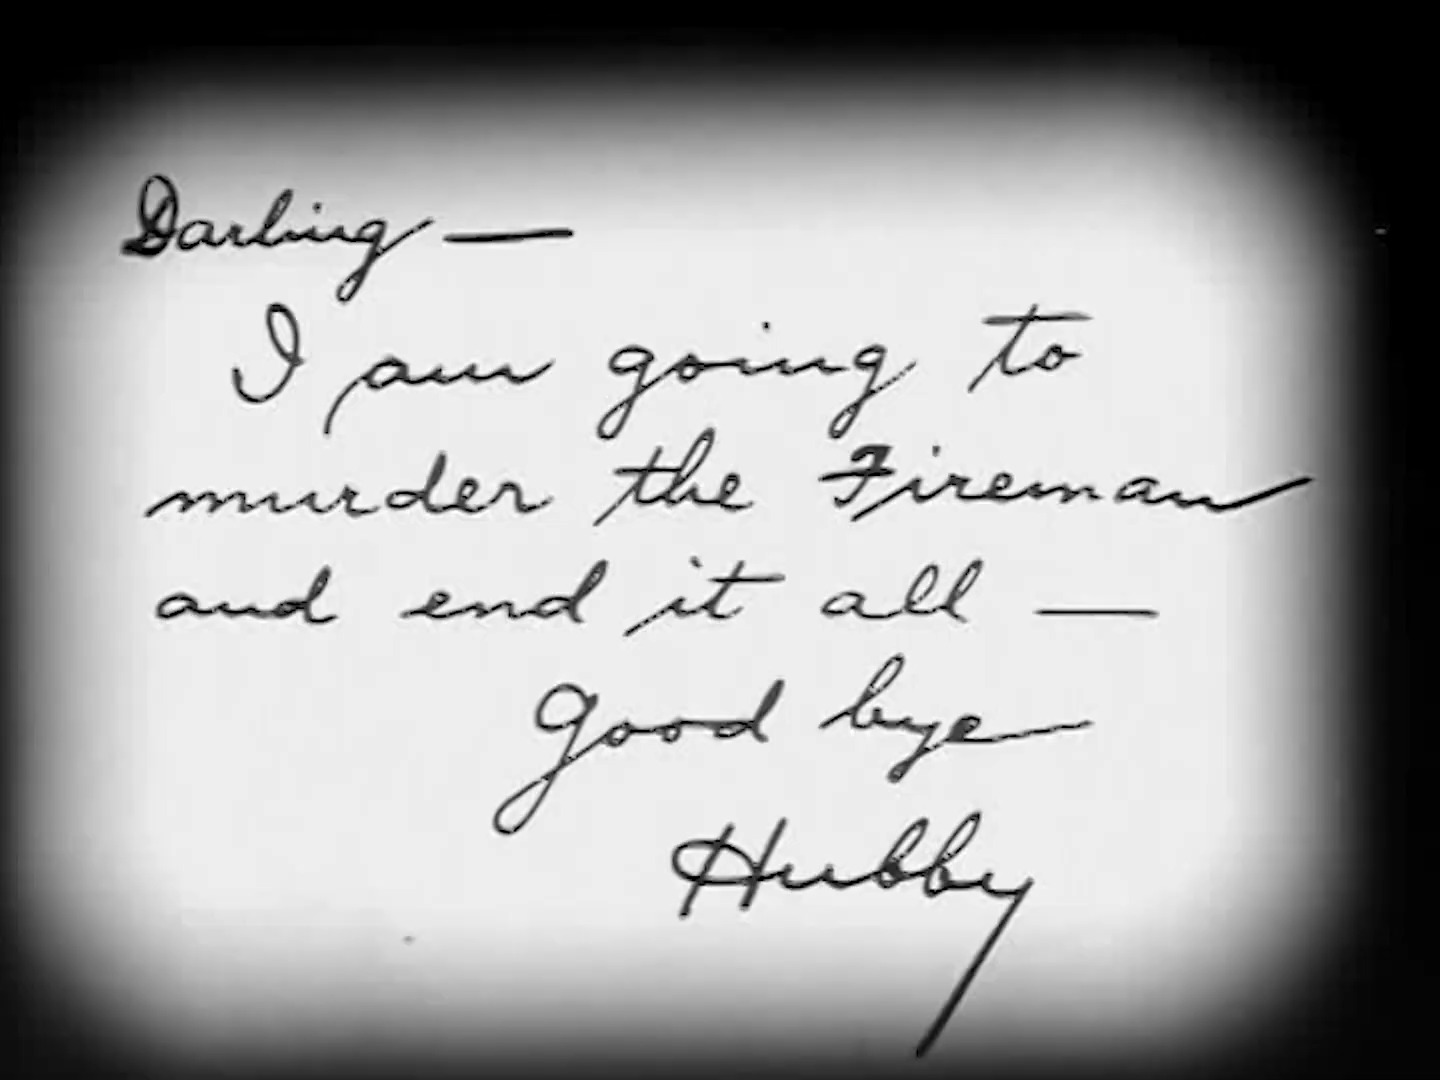 Darling —
I am going to
murder the Fireman
and end it all —
Good bye
Hubby